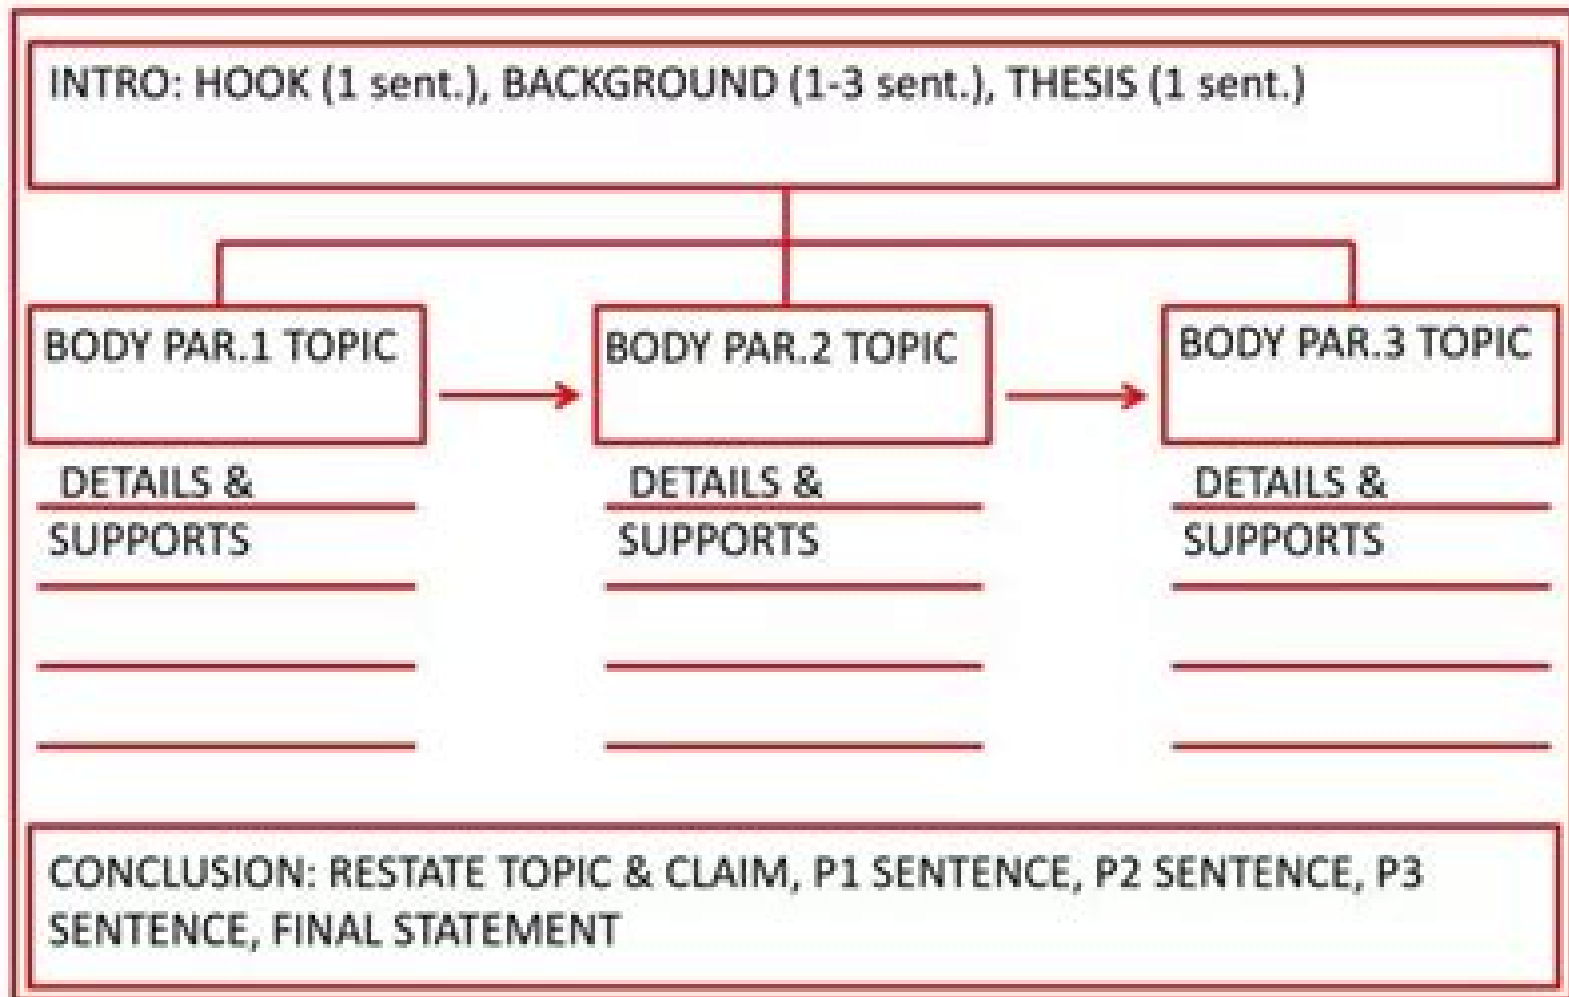 INTRO: HOOK (1 sent.), BACKGROUND (1-3 sent.), THESIS (1 sent.)
BODY PAR.1 TOPIC
DETAILS &
SUPPORTS
BODY PAR.2 TOPIC
DETAILS &
SUPPORTS
BODY PAR.3 TOPIC
DETAILS &
SUPPORTS
CONCLUSION: RESTATE TOPIC & CLAIM, P1 SENTENCE, P2 SENTENCE, P3
SENTENCE, FINAL STATEMENT